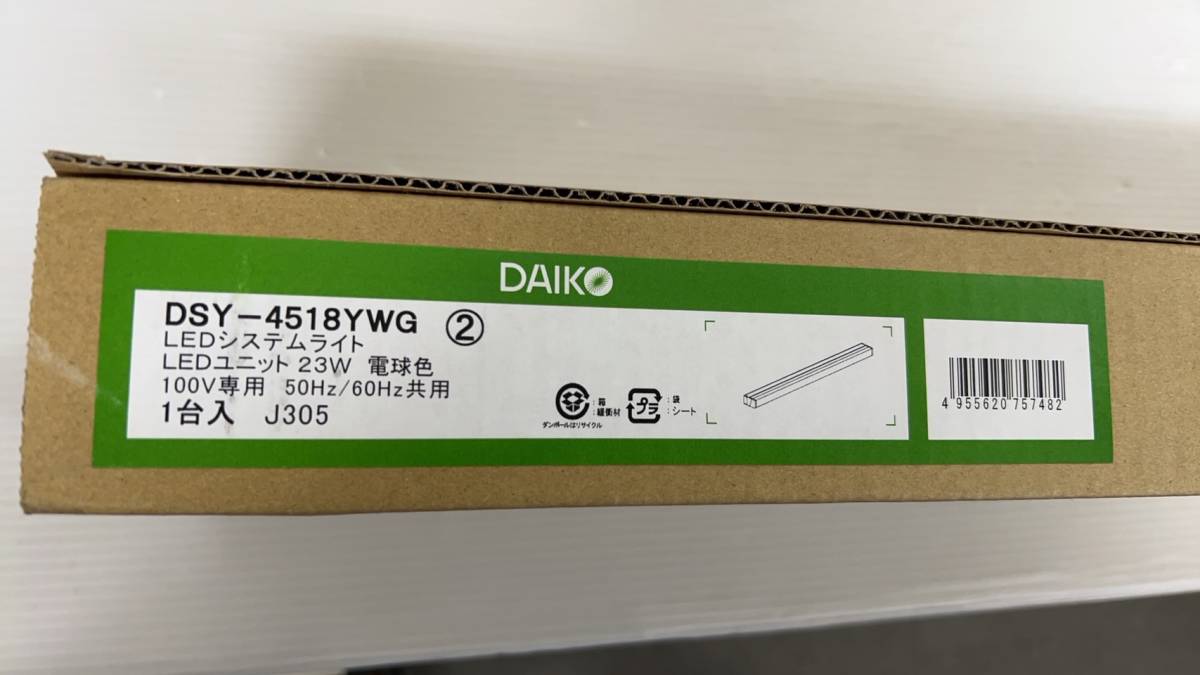 DAIKO
DSY-4518YWG ②
LEDシステムライト
LEDユニット 23W 電球色
100V専用 50Hz/60Hz共用
1台入 J305
：箱
：緩衝材
ダンボールはリサイクル
プラ
：袋
：シート
4 955620 757482